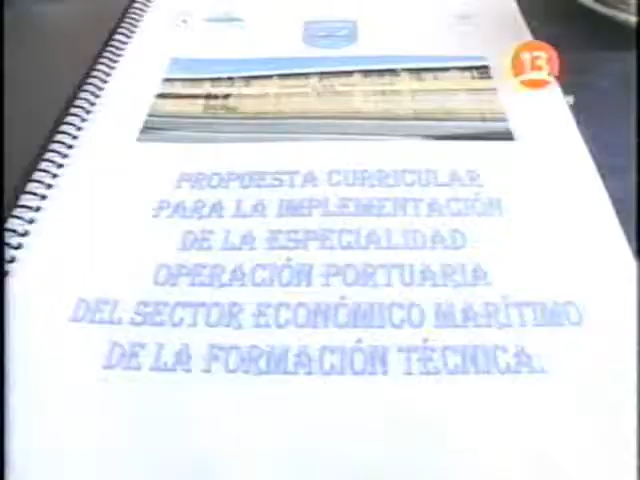 13
PROPUESTA CURRICULAR
PARA LA IMPLEMENTACIÓN
DE LA ESPECIALIDAD
OPERACIÓN PORTUARIA
DEL SECTOR ECONÓMICO MARÍTIMO
DE LA FORMACIÓN TÉCNICA.